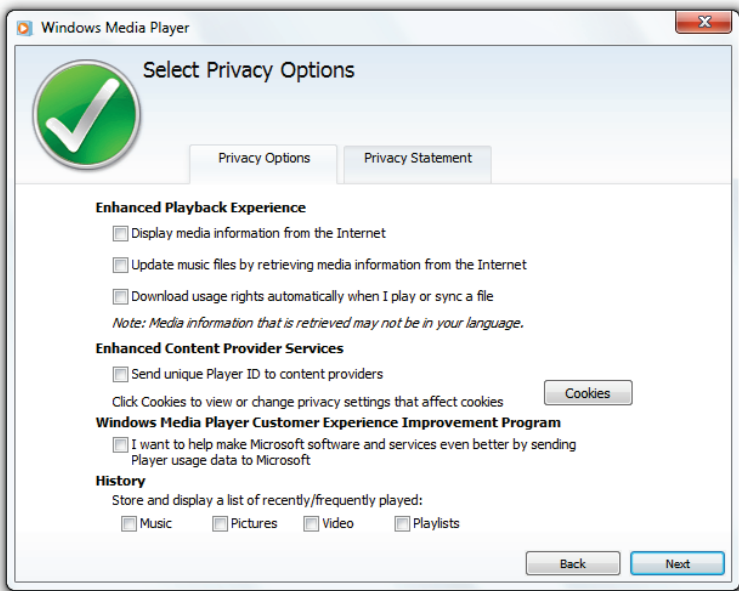 Windows Media Player
Select Privacy Options
Privacy Options
Privacy Statement
Enhanced Playback Experience
Display media information from the Internet
Update music files by retrieving media information from the Internet
Download usage rights automatically when I play or sync a file
Note: Media information that is retrieved may not be in your language.
Enhanced Content Provider Services
Send unique Player ID to content providers
Click Cookies to view or change privacy settings that affect cookies
Cookies
Windows Media Player Customer Experience Improvement Program
I want to help make Microsoft software and services even better by sending
Player usage data to Microsoft
History
Store and display a list of recently/frequently played:
Music Pictures Video Playlists
Back Next